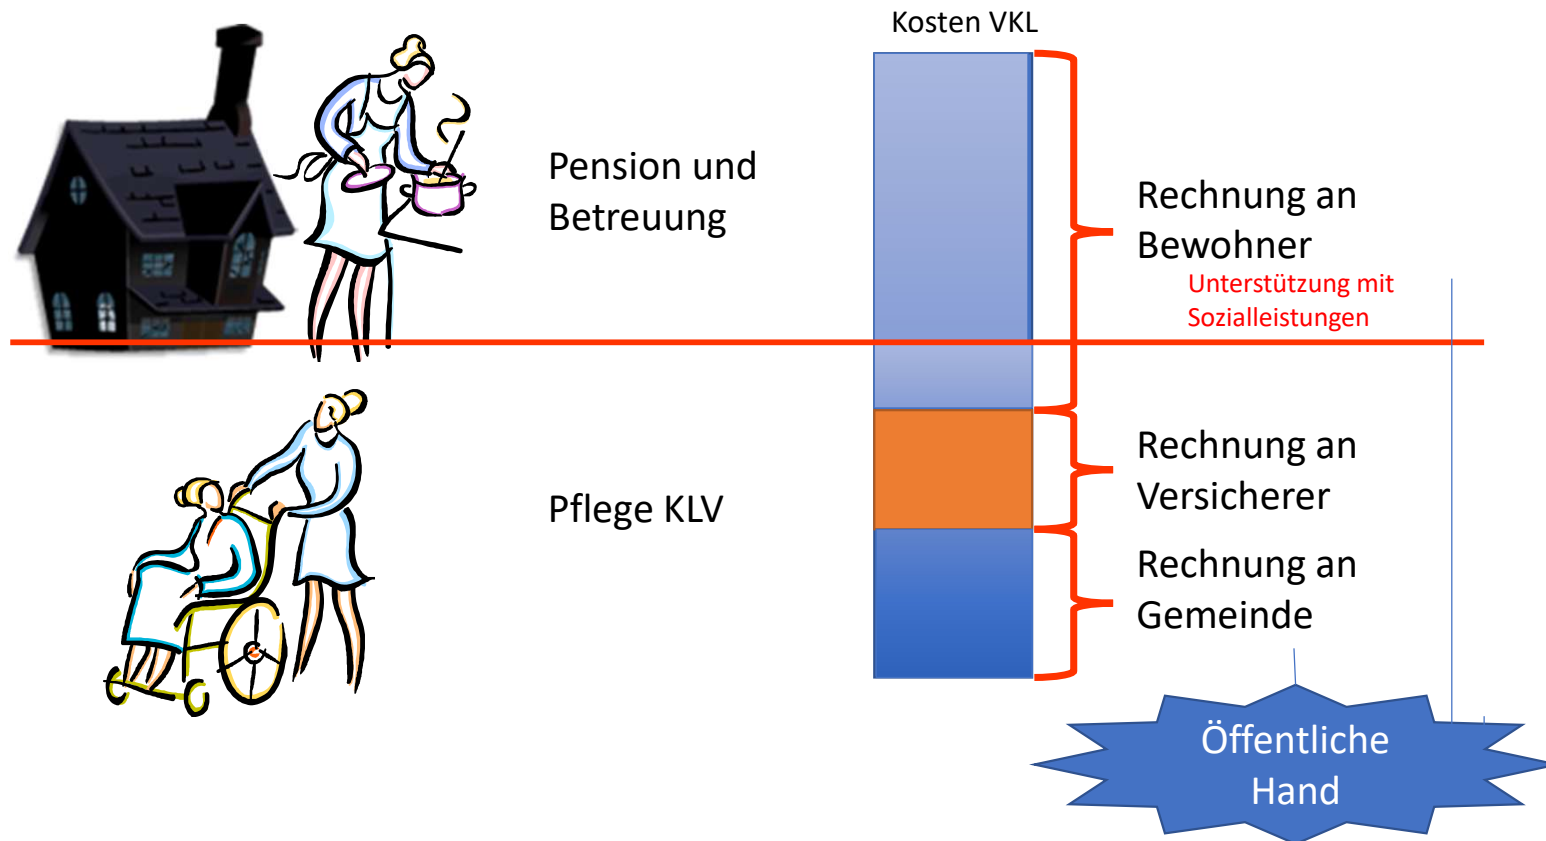 Kosten VKL
Pension und
Betreuung
Rechnung an
Bewohner
Unterstützung mit
Sozialleistungen
Pflege KLV
Rechnung an
Versicherer
Rechnung an
Gemeinde
Öffentliche
Hand